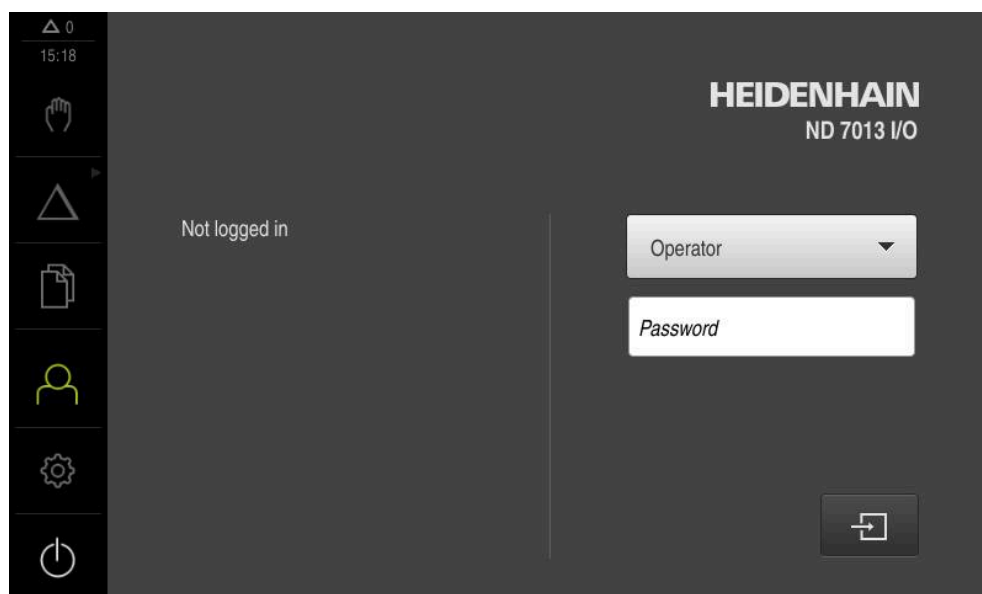 0
15:18
HEIDENHAIN
ND 7013 I/O
Not logged in
Operator
Password